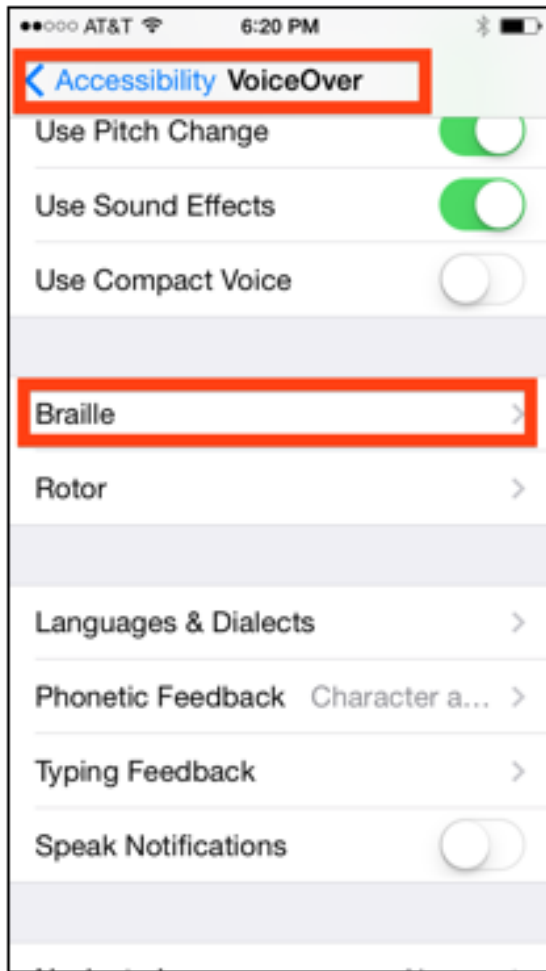 AT&T 6:20 PM
Accessibility VoiceOver
Use Pitch Change
Use Sound Effects
Use Compact Voice
Braille
Rotor
Languages & Dialects
Phonetic Feedback Character a...
Typing Feedback
Speak Notifications